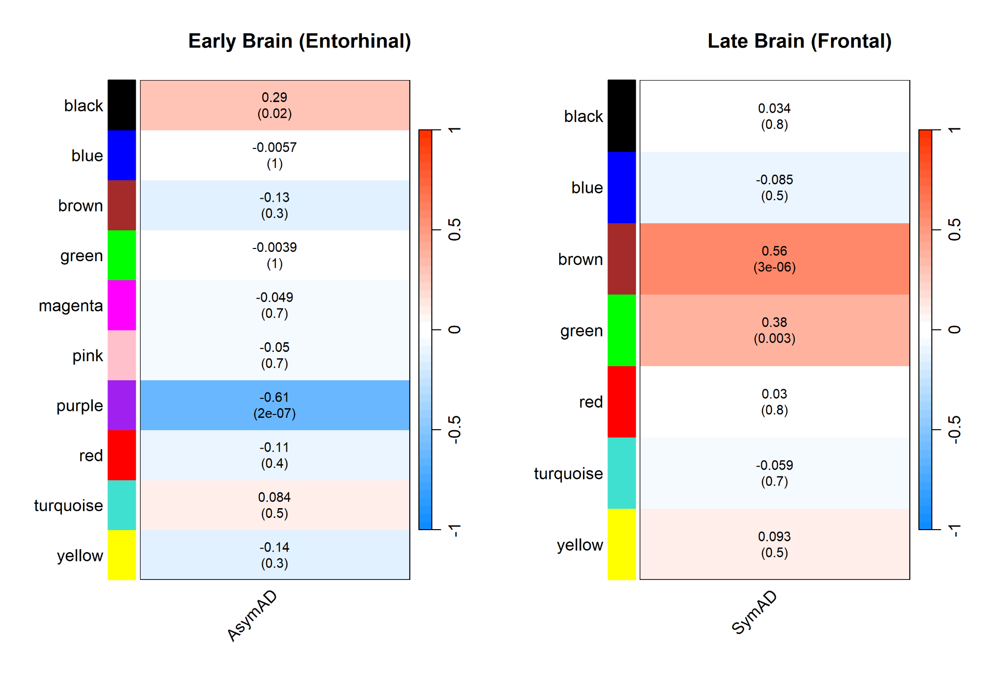 Early Brain (Entorhinal)
black
0.29
(0.02)
blue
-0.0057
(1)
brown
-0.13
(0.3)
green
-0.0039
(1)
magenta
-0.049
(0.7)
pink
-0.05
(0.7)
purple
-0.61
(2e-07)
red
-0.11
(0.4)
turquoise
0.084
(0.5)
yellow
-0.14
(0.3)
AsymAD
1
0.5
0
-0.5
-1
Late Brain (Frontal)
black
0.034
(0.8)
blue
-0.085
(0.5)
brown
0.56
(3e-06)
green
0.38
(0.003)
red
0.03
(0.8)
turquoise
-0.059
(0.7)
yellow
0.093
(0.5)
SymAD
1
0.5
0
-0.5
-1